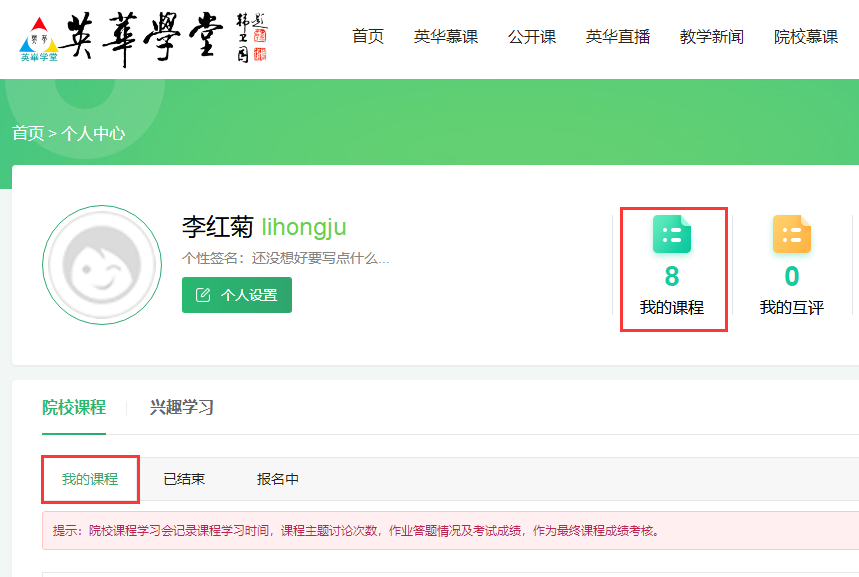 英華學堂
英華
英華學堂
首页 英华慕课 公开课 英华直播 教学新闻 院校慕课
首页 > 个人中心
李红菊 lihongju
个性签名：还没想好要写点什么...
个人设置
8
我的课程
0
我的互评
院校课程 兴趣学习
我的课程 已结束 报名中
提示：院校课程学习会记录课程学习时间，课程主题讨论次数，作业答题情况及考试成绩，作为最终课程成绩考核。